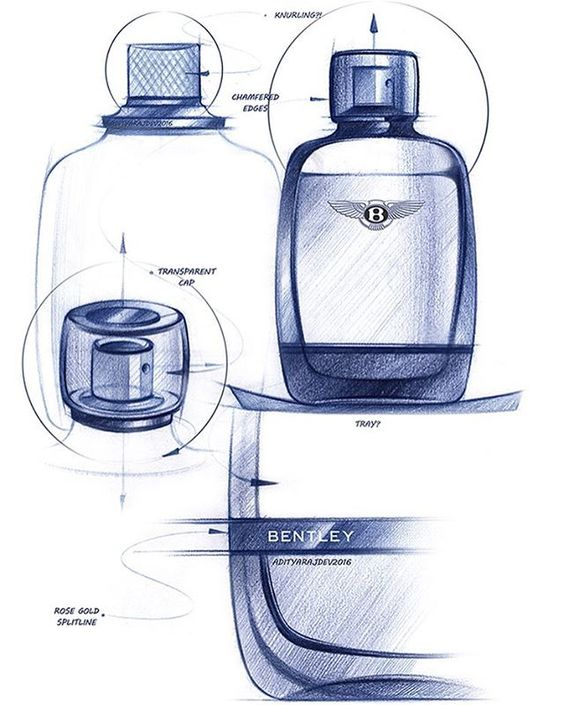 KNURLING?!
CHAMFERED
EDGES
ADITYARAJDEV2016
B
TRANSPARENT
CAP
TRAY?
BENTLEY
ADITYARAJDEV2016
ROSE GOLD
SPLITLINE